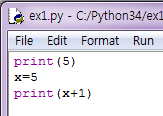 ex1.py - C:/Python34/ex1
File Edit Format Run
print(5)
x=5
print(x+1)